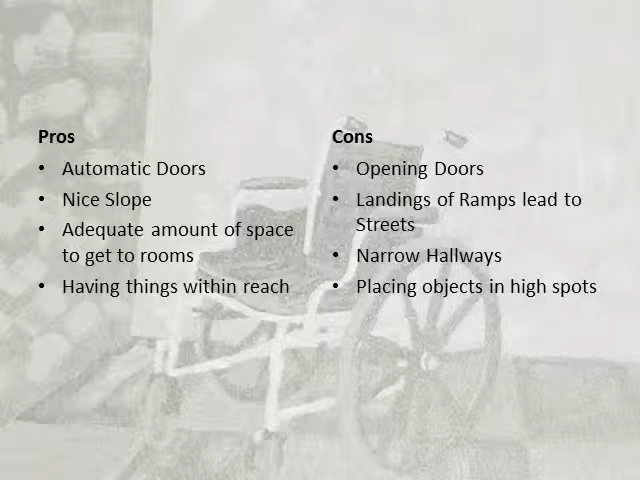 Pros
• Automatic Doors
• Nice Slope
• Adequate amount of space
to get to rooms
• Having things within reach
Cons
• Opening Doors
• Landings of Ramps lead to
Streets
• Narrow Hallways
• Placing objects in high spots